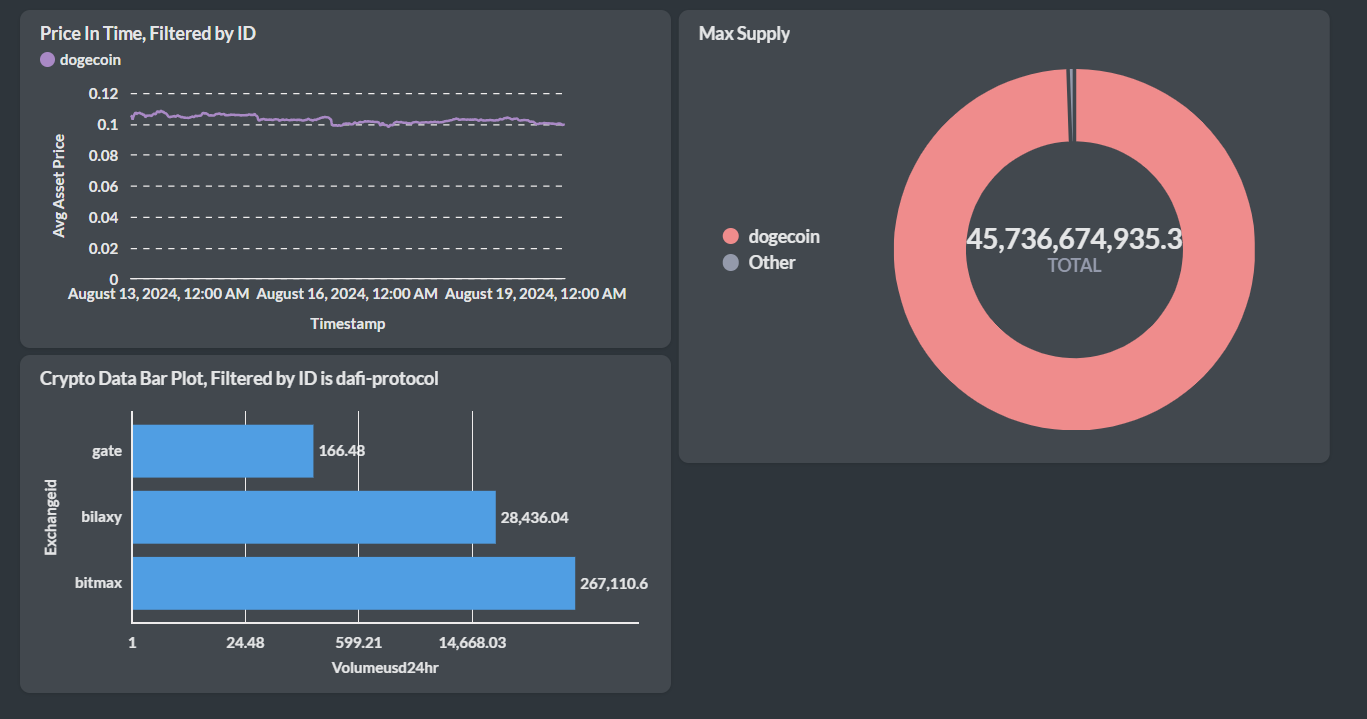 Price In Time, Filtered by ID
dogecoin
0.12
0.1
0.08
0.06
0.04
0.02
0
Avg Asset Price
August 13, 2024, 12:00 AM August 16, 2024, 12:00 AM August 19, 2024, 12:00 AM
Timestamp
Max Supply
dogecoin
Other
45,736,674,935.3
TOTAL
Crypto Data Bar Plot, Filtered by ID is dafi-protocol
Exchangeid
gate 166.48
bilaxy 28,436.04
bitmax 267,110.6
1 24.48 599.21 14,668.03
Volumeusd24hr